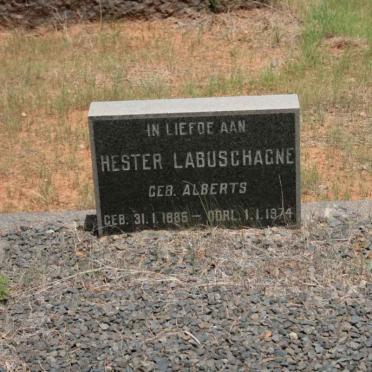 IN LIEFDE AAN
HESTER LABUSCHAGNE
GEB. ALBERTS
GEB. 31.1.1885 – OORL. 1.1.1974